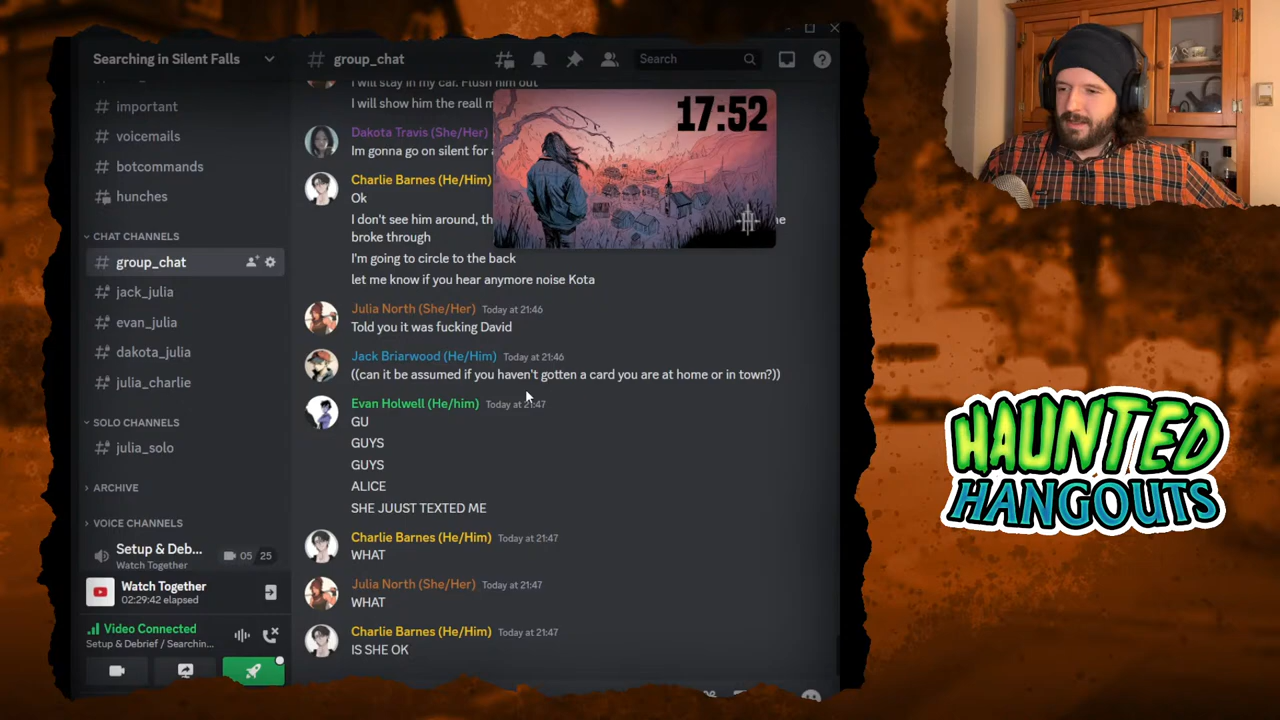 Searching in Silent Falls
# group_chat
Search
important
voicemails
botcommands
hunches
CHAT CHANNELS
group_chat
jack_julia
evan_julia
dakota_julia
julia_charlie
SOLO CHANNELS
julia_solo
ARCHIVE
VOICE CHANNELS
Setup & Deb...
05 25
Watch Together
Watch Together
02:29:42 elapsed
Video Connected
Setup & Debrief / Searchin...
I will stay in my car. Flush him out
I will show him the reall m
17:52
Dakota Travis (She/Her)
Im gonna go on silent for a
Charlie Barnes (He/Him)
Ok
I don't see him around, th
he
broke through
I'm going to circle to the back
let me know if you hear anymore noise Kota
Julia North (She/Her) Today at 21:46
Told you it was fucking David
Jack Briarwood (He/Him) Today at 21:46
((can it be assumed if you haven't gotten a card you are at home or in town?))
Evan Holwell (He/him) Today at 21:47
GU
GUYS
GUYS
ALICE
SHE JUUST TEXTED ME
Charlie Barnes (He/Him) Today at 21:47
WHAT
Julia North (She/Her) Today at 21:47
WHAT
Charlie Barnes (He/Him) Today at 21:47
IS SHE OK
HAUNTED
HANGOUTS